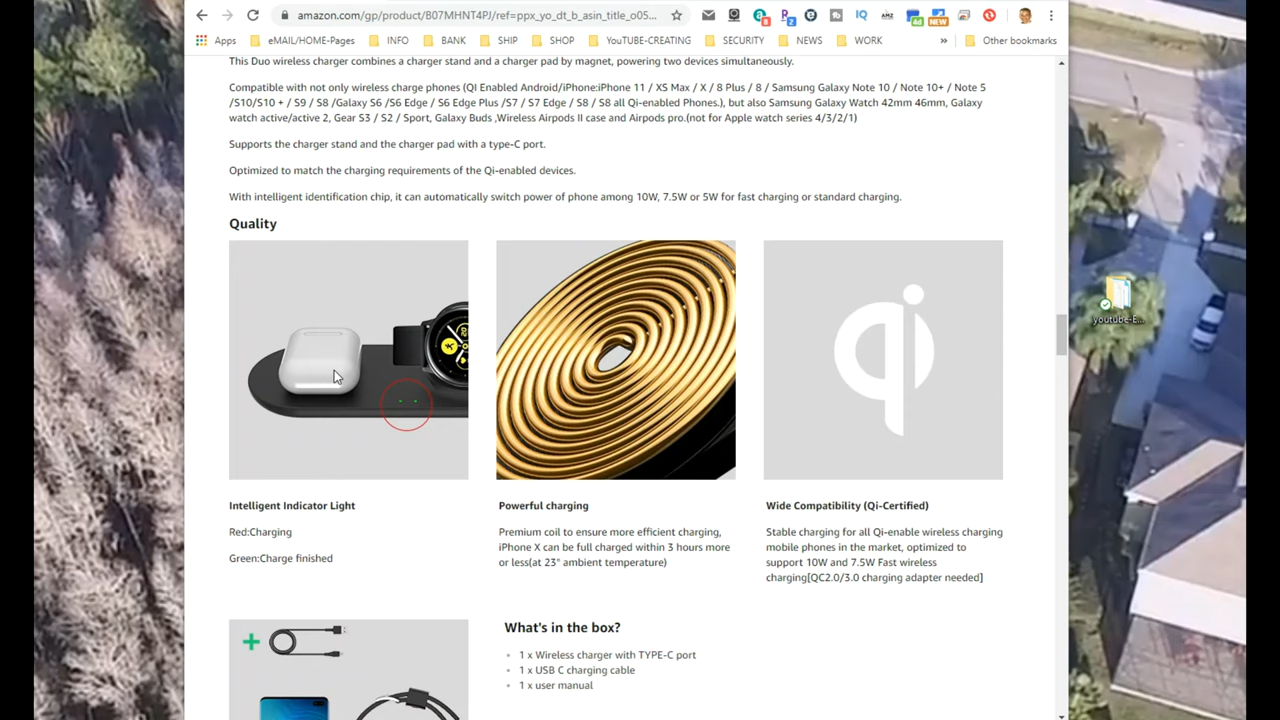 amazon.com/gp/product/B07MHNT4PJ/ref=ppx_yo_dt_b_asin_title_o05...
Apps eMAIL/HOME-Pages INFO BANK SHIP SHOP YouTUBE-CREATING SECURITY NEWS WORK » Other bookmarks
This Duo wireless charger combines a charger stand and a charger pad by magnet, powering two devices simultaneously.
Compatible with not only wireless charge phones (QI Enabled Android/iPhone:iPhone 11 / XS Max / X / 8 Plus / 8 / Samsung Galaxy Note 10 / Note 10+ / Note 5
/S10/S10 + / S9 / S8 /Galaxy S6 /S6 Edge / S6 Edge Plus /S7 / S7 Edge / S8 / S8 all Qi-enabled Phones.), but also Samsung Galaxy Watch 42mm 46mm, Galaxy
watch active/active 2, Gear S3 / S2 / Sport, Galaxy Buds ,Wireless Airpods II case and Airpods pro.(not for Apple watch series 4/3/2/1)
Supports the charger stand and the charger pad with a type-C port.
Optimized to match the charging requirements of the Qi-enabled devices.
With intelligent identification chip, it can automatically switch power of phone among 10W, 7.5W or 5W for fast charging or standard charging.
Quality
youtube-E...
Intelligent Indicator Light
Red:Charging
Green:Charge finished
Powerful charging
Premium coil to ensure more efficient charging,
iPhone X can be full charged within 3 hours more
or less(at 23° ambient temperature)
Wide Compatibility (Qi-Certified)
Stable charging for all Qi-enable wireless charging
mobile phones in the market, optimized to
support 10W and 7.5W Fast wireless
charging[QC2.0/3.0 charging adapter needed]
What's in the box?
1 x Wireless charger with TYPE-C port
1 x USB C charging cable
1 x user manual